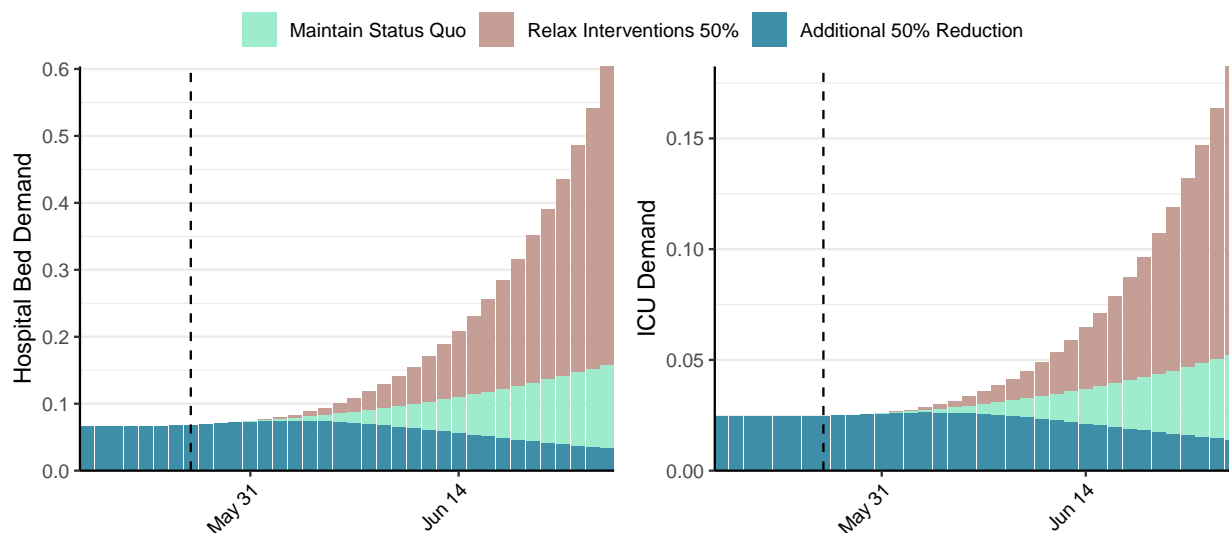 Maintain Status Quo Relax Interventions 50% Additional 50% Reduction
Hospital Bed Demand
0.6
0.5
0.4
0.3
0.2
0.1
0.0
May 31
Jun 14
ICU Demand
0.15
0.10
0.05
0.00
May 31
Jun 14